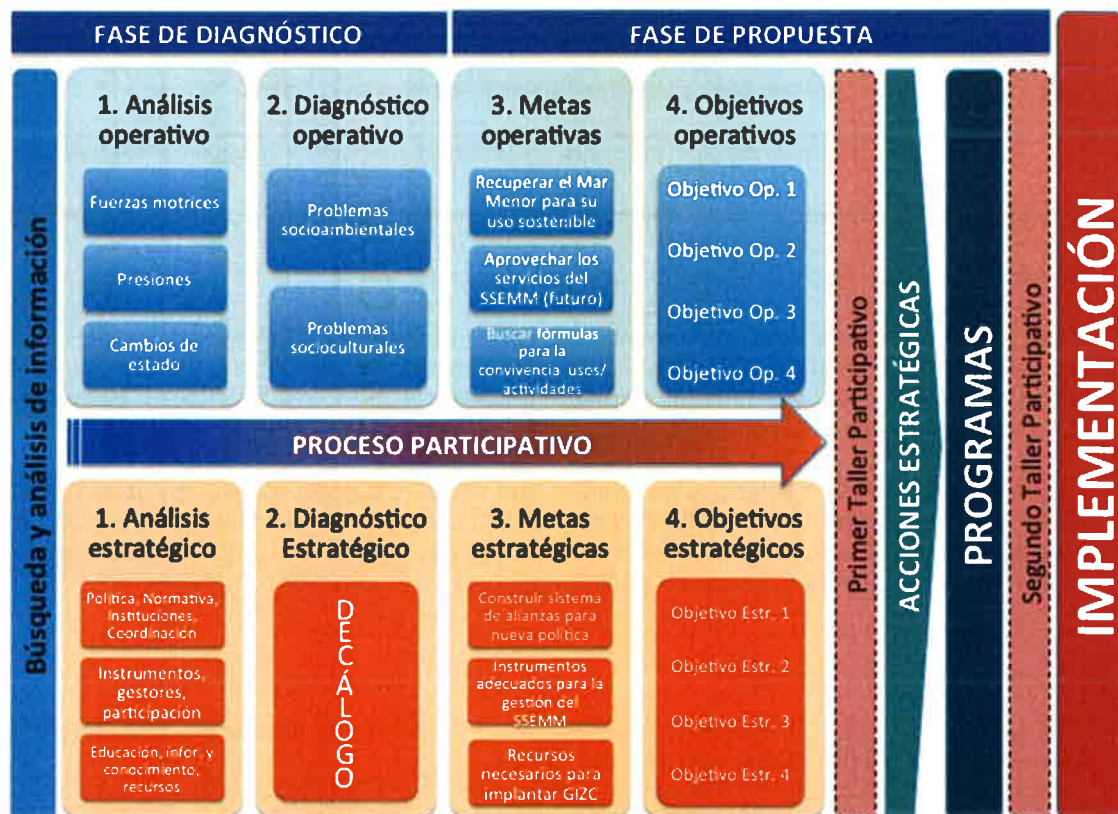 FASE DE DIAGNÓSTICO
FASE DE PROPUESTA
Búsqueda y análisis de información
1. Análisis
operativo
Fuerzas motrices
Presiones
Cambios de
estado
2. Diagnóstico
operativo
Problemas
socioambientales
Problemas
socioculturales
3. Metas
operativas
Recuperar el Mar
Menor para su
uso sostenible
Aprovechar los
servicios del
SSEMM (futuro)
Buscar fórmulas
para la
convivencia usos/
actividades
4. Objetivos
operativos
Objetivo Op. 1
Objetivo Op. 2
Objetivo Op. 3
Objetivo Op. 4
PROCESO PARTICIPATIVO
1. Análisis
estratégico
Política, Normativa,
Instituciones,
Coordinación
Instrumentos,
gestores,
participación
Educación, infor. y
conocimiento,
recursos
2. Diagnóstico
Estratégico
DECÁLOGO
3. Metas
estratégicas
Construir sistema
de alianzas para
nueva política
Instrumentos
adecuados para la
gestión del
SSEMM
Recursos
necesarios para
implantar GIZC
4. Objetivos
estratégicos
Objetivo Estr. 1
Objetivo Estr. 2
Objetivo Estr. 3
Objetivo Estr. 4
Primer Taller Participativo
ACCIONES ESTRATÉGICAS
PROGRAMAS
Segundo Taller Participativo
IMPLEMENTACIÓN